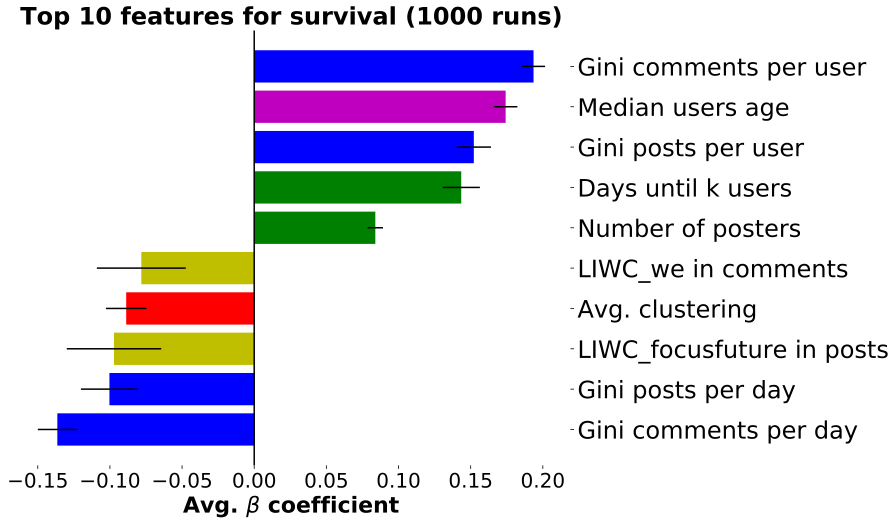 Top 10 features for survival (1000 runs)
Gini comments per user
Median users age
Gini posts per user
Days until k users
Number of posters
LIWC_we in comments
Avg. clustering
LIWC_focusfuture in posts
Gini posts per day
Gini comments per day
−0.15 −0.10 −0.05 0.00 0.05 0.10 0.15 0.20
Avg. β coefficient